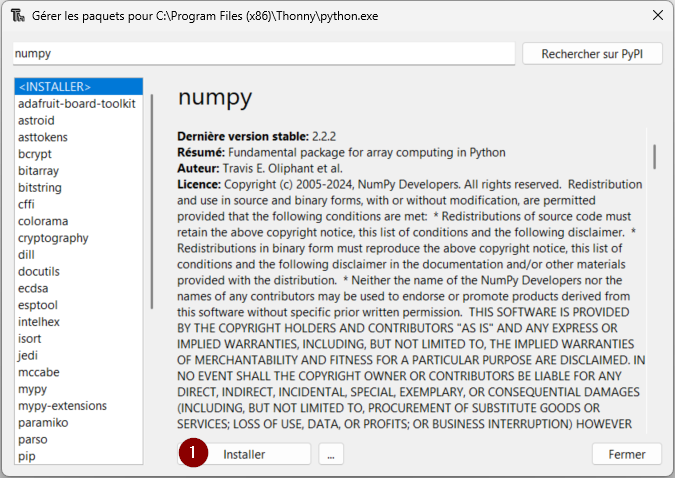 Gérer les paquets pour C:\Program Files (x86)\Thonny\python.exe
numpy
Rechercher sur PyPI
<INSTALLER>
adafruit-board-toolkit
astroid
asttokens
bcrypt
bitarray
bitstring
cffi
colorama
cryptography
dill
docutils
ecdsa
esptool
intelhex
isort
jedi
mccabe
mypy
mypy-extensions
paramiko
parso
pip
numpy
Dernière version stable: 2.2.2
Résumé: Fundamental package for array computing in Python
Auteur: Travis E. Oliphant et al.
Licence: Copyright (c) 2005-2024, NumPy Developers. All rights reserved.  Redistribution
and use in source and binary forms, with or without modification, are permitted
provided that the following conditions are met:  * Redistributions of source code must
retain the above copyright notice, this list of conditions and the following disclaimer.  *
Redistributions in binary form must reproduce the above copyright notice, this list of
conditions and the following disclaimer in the documentation and/or other materials
provided with the distribution.  * Neither the name of the NumPy Developers nor the
names of any contributors may be used to endorse or promote products derived from
this software without specific prior written permission.  THIS SOFTWARE IS PROVIDED
BY THE COPYRIGHT HOLDERS AND CONTRIBUTORS "AS IS" AND ANY EXPRESS OR
IMPLIED WARRANTIES, INCLUDING, BUT NOT LIMITED TO, THE IMPLIED WARRANTIES
OF MERCHANTABILITY AND FITNESS FOR A PARTICULAR PURPOSE ARE DISCLAIMED. IN
NO EVENT SHALL THE COPYRIGHT OWNER OR CONTRIBUTORS BE LIABLE FOR ANY
DIRECT, INDIRECT, INCIDENTAL, SPECIAL, EXEMPLARY, OR CONSEQUENTIAL DAMAGES
(INCLUDING, BUT NOT LIMITED TO, PROCUREMENT OF SUBSTITUTE GOODS OR
SERVICES; LOSS OF USE, DATA, OR PROFITS; OR BUSINESS INTERRUPTION) HOWEVER
1
Installer
...
Fermer